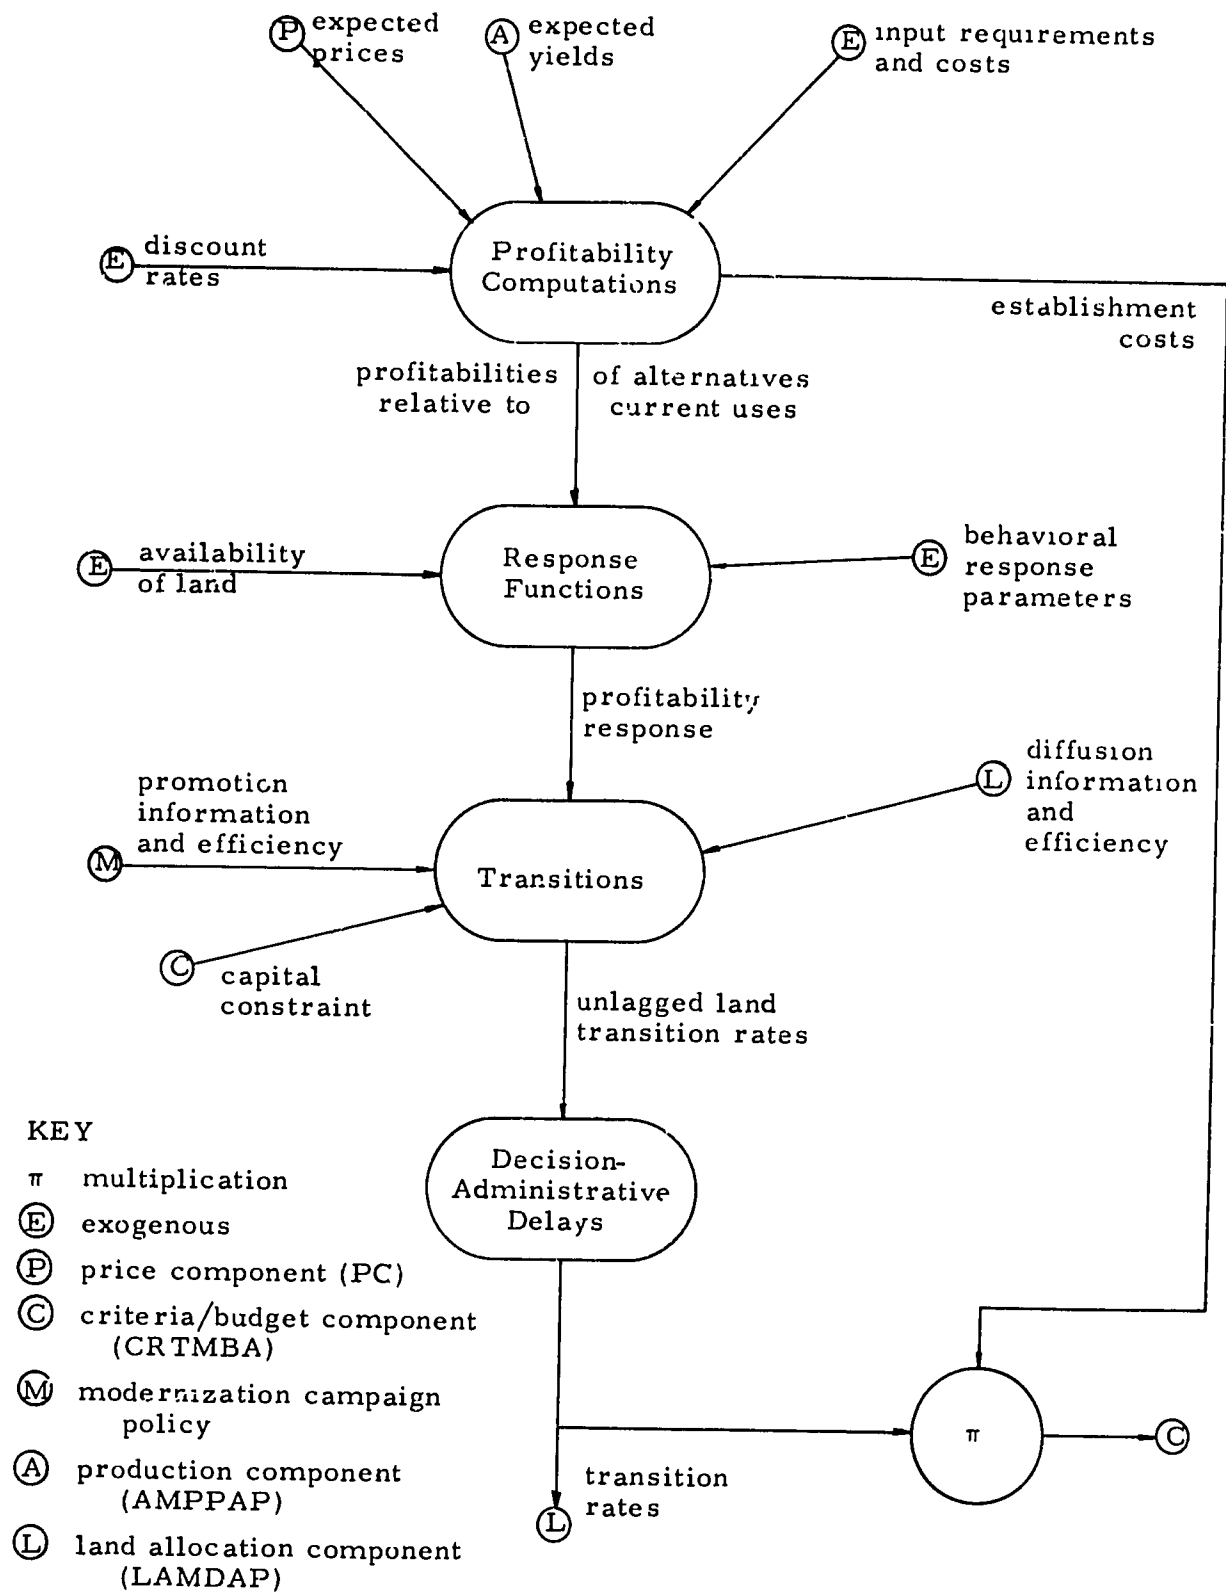 P expected
prices
A expected
yields
E input requirements
and costs
E discount
rates
Profitability
Computations
establishment
costs
profitabilities of alternatives
relative to current uses
E availability
of land
Response
Functions
E behavioral
response
parameters
profitability
response
promotion
information
and efficiency
M
L diffusion
information
and
efficiency
Transitions
C capital
constraint
unlagged land
transition rates
Decision-
Administrative
Delays
π
C
transition
rates
L
KEY
π multiplication
E exogenous
P price component (PC)
C criteria/budget component
(CRTMBA)
M modernization campaign
policy
A production component
(AMPPAP)
L land allocation component
(LAMDAP)